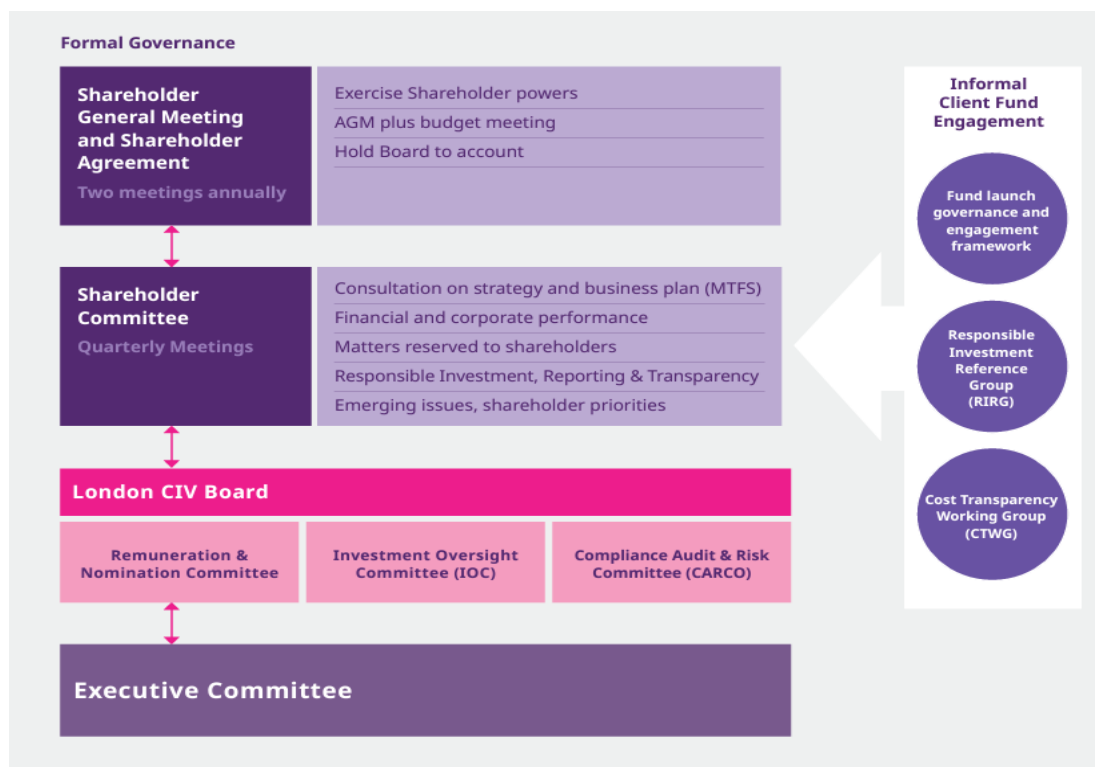 Formal Governance
Shareholder
General Meeting
and Shareholder
Agreement
Two meetings annually
Exercise Shareholder powers
AGM plus budget meeting
Hold Board to account
Shareholder
Committee
Quarterly Meetings
Consultation on strategy and business plan (MTFS)
Financial and corporate performance
Matters reserved to shareholders
Responsible Investment, Reporting & Transparency
Emerging issues, shareholder priorities
London CIV Board
Remuneration &
Nomination Committee
Investment Oversight
Committee (IOC)
Compliance Audit & Risk
Committee (CARCO)
Executive Committee
Informal
Client Fund
Engagement
Fund launch
governance and
engagement
framework
Responsible
Investment
Reference
Group
(RIRG)
Cost Transparency
Working Group
(CTWG)